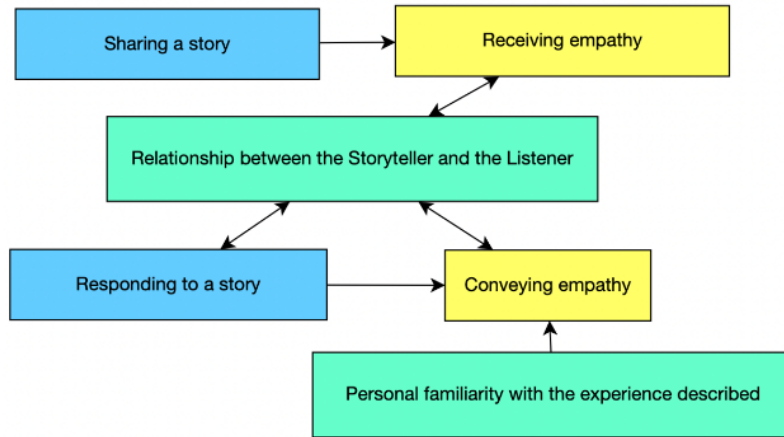 Sharing a story
Receiving empathy
Relationship between the Storyteller and the Listener
Responding to a story
Conveying empathy
Personal familiarity with the experience described